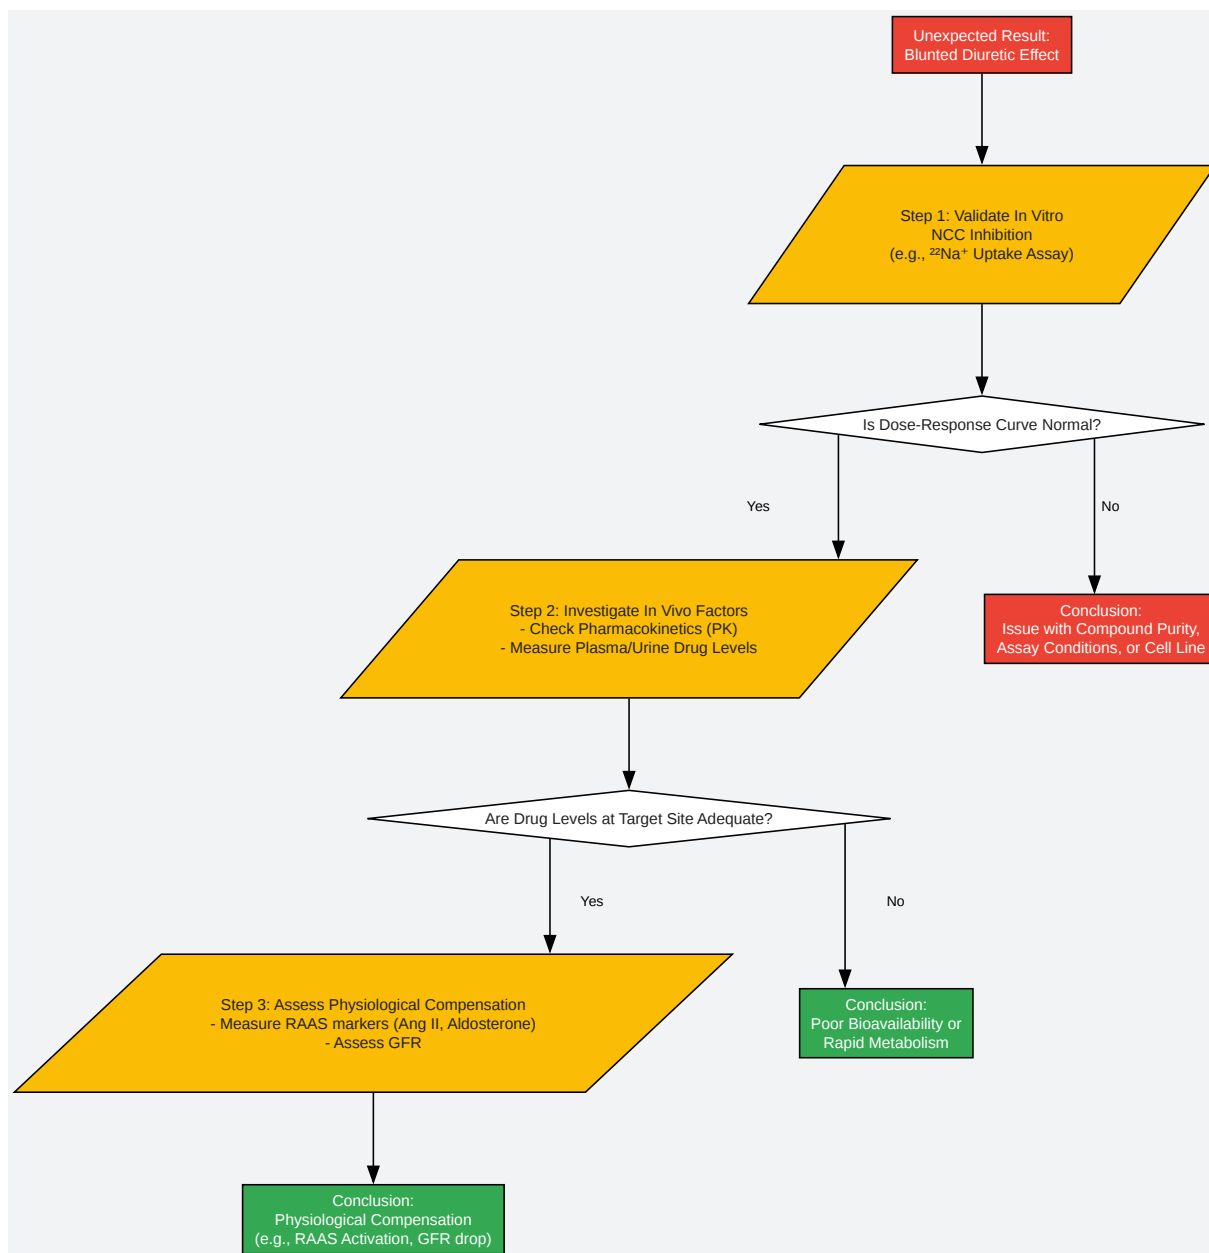 Unexpected Result:
Blunted Diuretic Effect
Step 1: Validate In Vitro
NCC Inhibition
(e.g., ²²Na⁺ Uptake Assay)
Is Dose-Response Curve Normal?
Yes
No
Step 2: Investigate In Vivo Factors
- Check Pharmacokinetics (PK)
- Measure Plasma/Urine Drug Levels
Conclusion:
Issue with Compound Purity,
Assay Conditions, or Cell Line
Are Drug Levels at Target Site Adequate?
Yes
No
Step 3: Assess Physiological Compensation
- Measure RAAS markers (Ang II, Aldosterone)
- Assess GFR
Conclusion:
Poor Bioavailability or
Rapid Metabolism
Conclusion:
Physiological Compensation
(e.g., RAAS Activation, GFR drop)